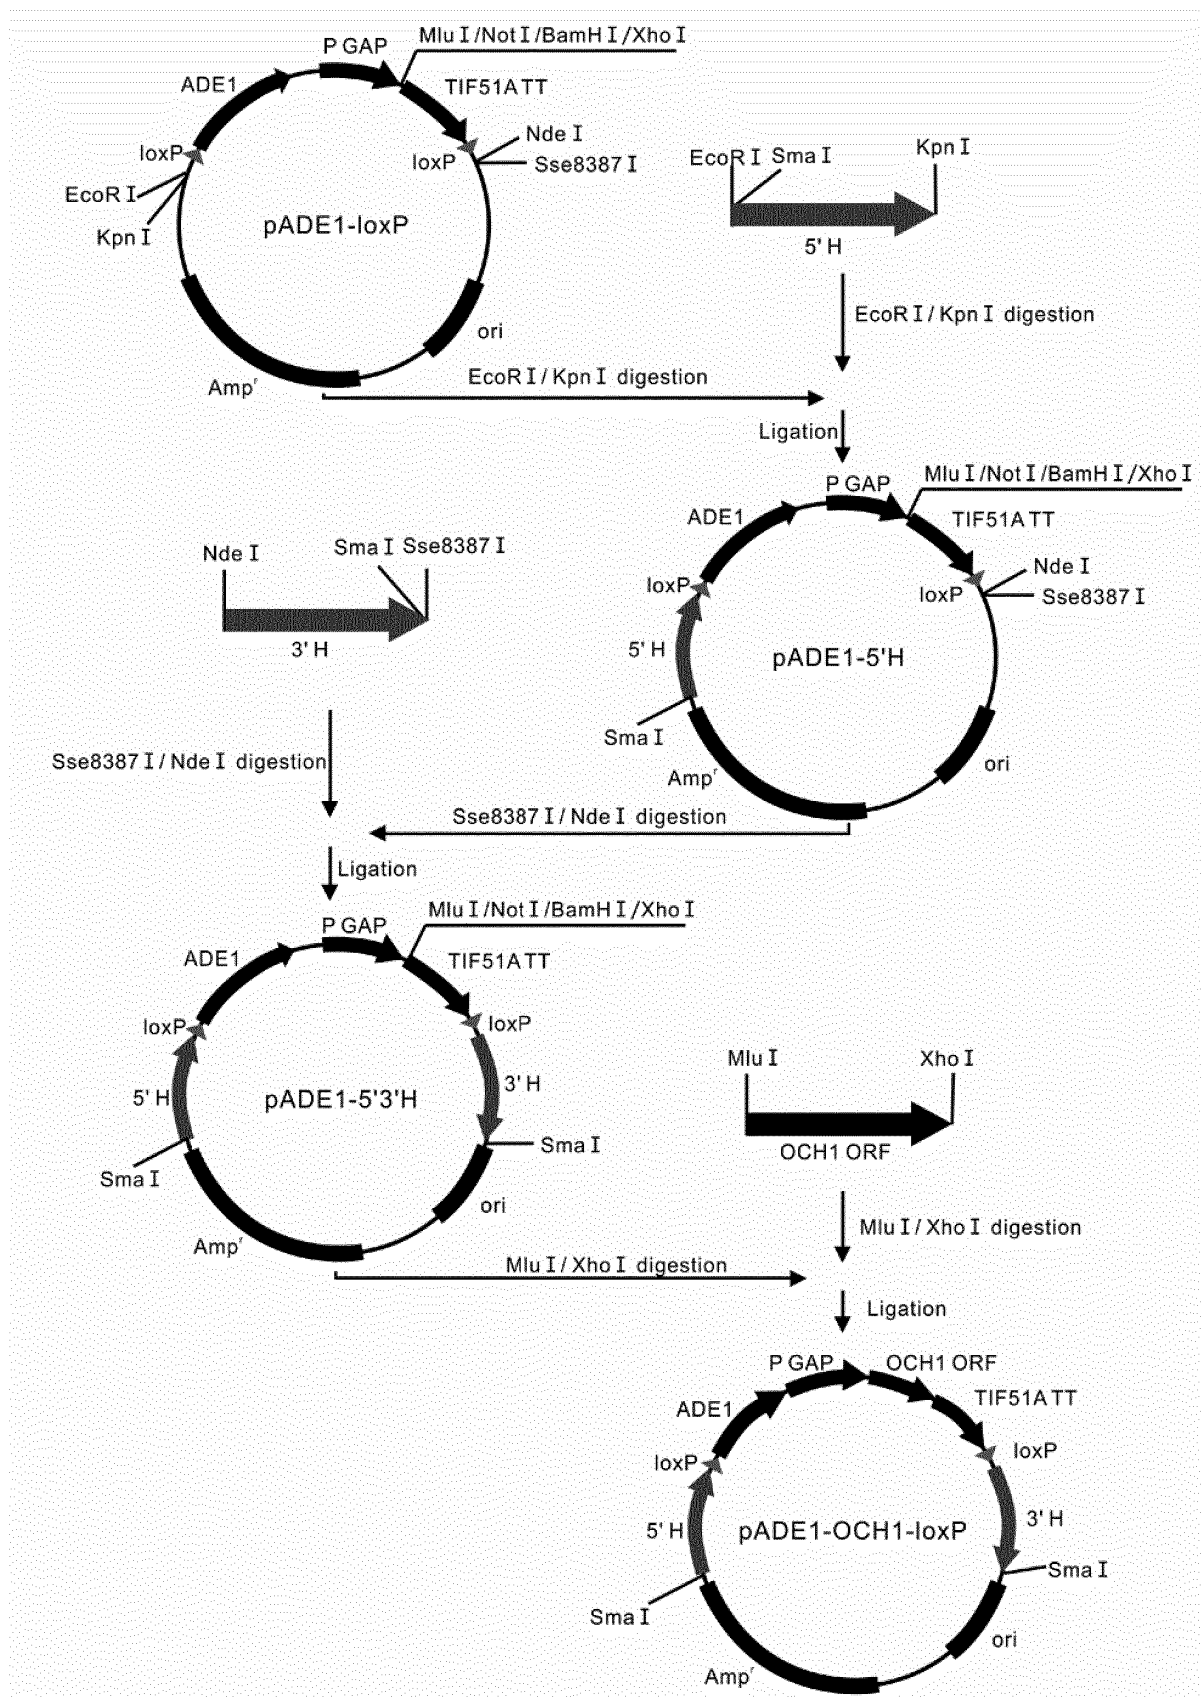 Mlu I/Not I/BamH I/Xho I
P GAP
ADE1
TIF51A TT
loxP
Nde I
loxP
Sse8387 I
EcoR I
Kpn I
pADE1-loxP
ori
Amp^r
EcoR I Sma I
Kpn I
5' H
EcoR I/ Kpn I digestion
EcoR I/ Kpn I digestion
Ligation
Mlu I/Not I/BamH I/Xho I
P GAP
ADE1
TIF51A TT
loxP
Nde I
loxP
Sse8387 I
5' H
pADE1-5'H
Sma I
ori
Amp^r
Nde I
Sma I Sse8387 I
3' H
Sse8387 I/ Nde I digestion
Sse8387 I/ Nde I digestion
Ligation
Mlu I/Not I/BamH I/Xho I
P GAP
ADE1
TIF51A TT
loxP
loxP
5' H
pADE1-5'3'H
3' H
Sma I
Sma I
ori
Amp^r
Mlu I
Xho I
OCH1 ORF
Mlu I/ Xho I digestion
Mlu I/ Xho I digestion
Ligation
P GAP
OCH1 ORF
ADE1
TIF51A TT
loxP
loxP
5' H
pADE1-OCH1-loxP
3' H
Sma I
Sma I
ori
Amp^r